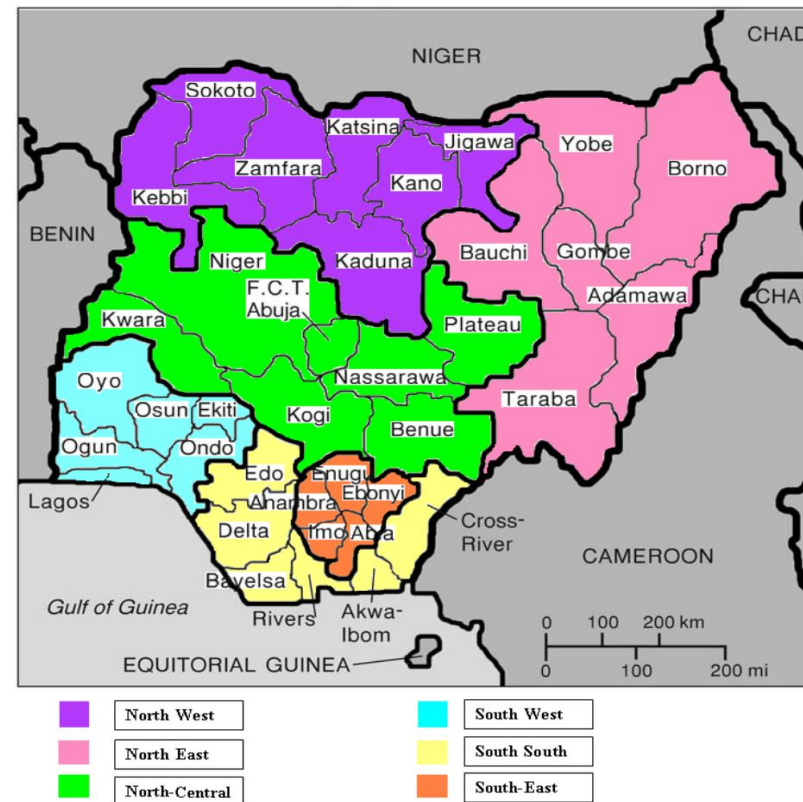 CHAD
NIGER
Sokoto
Katsina
Jigawa
Yobe
Zamfara
Kano
Borno
Kebbi
BENIN
Bauchi
Gombe
Niger
Kaduna
F.C.T.
Abuja
Adamawa
CHA
Kwara
Plateau
Nassarawa
Oyo
Taraba
Osun
Ekiti
Kogi
Benue
Ogun
Ondo
Edo
Enugu
Ebonyi
Lagos
Anambra
Cross-
River
Delta
Imo
Abia
CAMEROON
Bayelsa
Gulf of Guinea
Rivers
Akwa-
Ibom
0 100 200 km
0 100 200 mi
EQUITORIAL GUINEA
North West
South West
North East
South South
North-Central
South-East